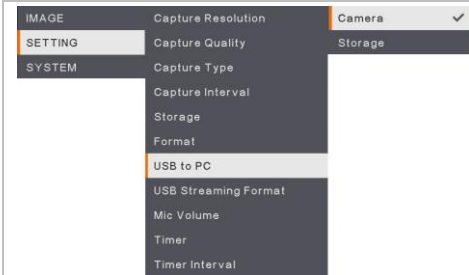 IMAGE
SETTING
SYSTEM
Capture Resolution
Capture Quality
Capture Type
Capture Interval
Storage
Format
USB to PC
USB Streaming Format
Mic Volume
Timer
Timer Interval
Camera
Storage